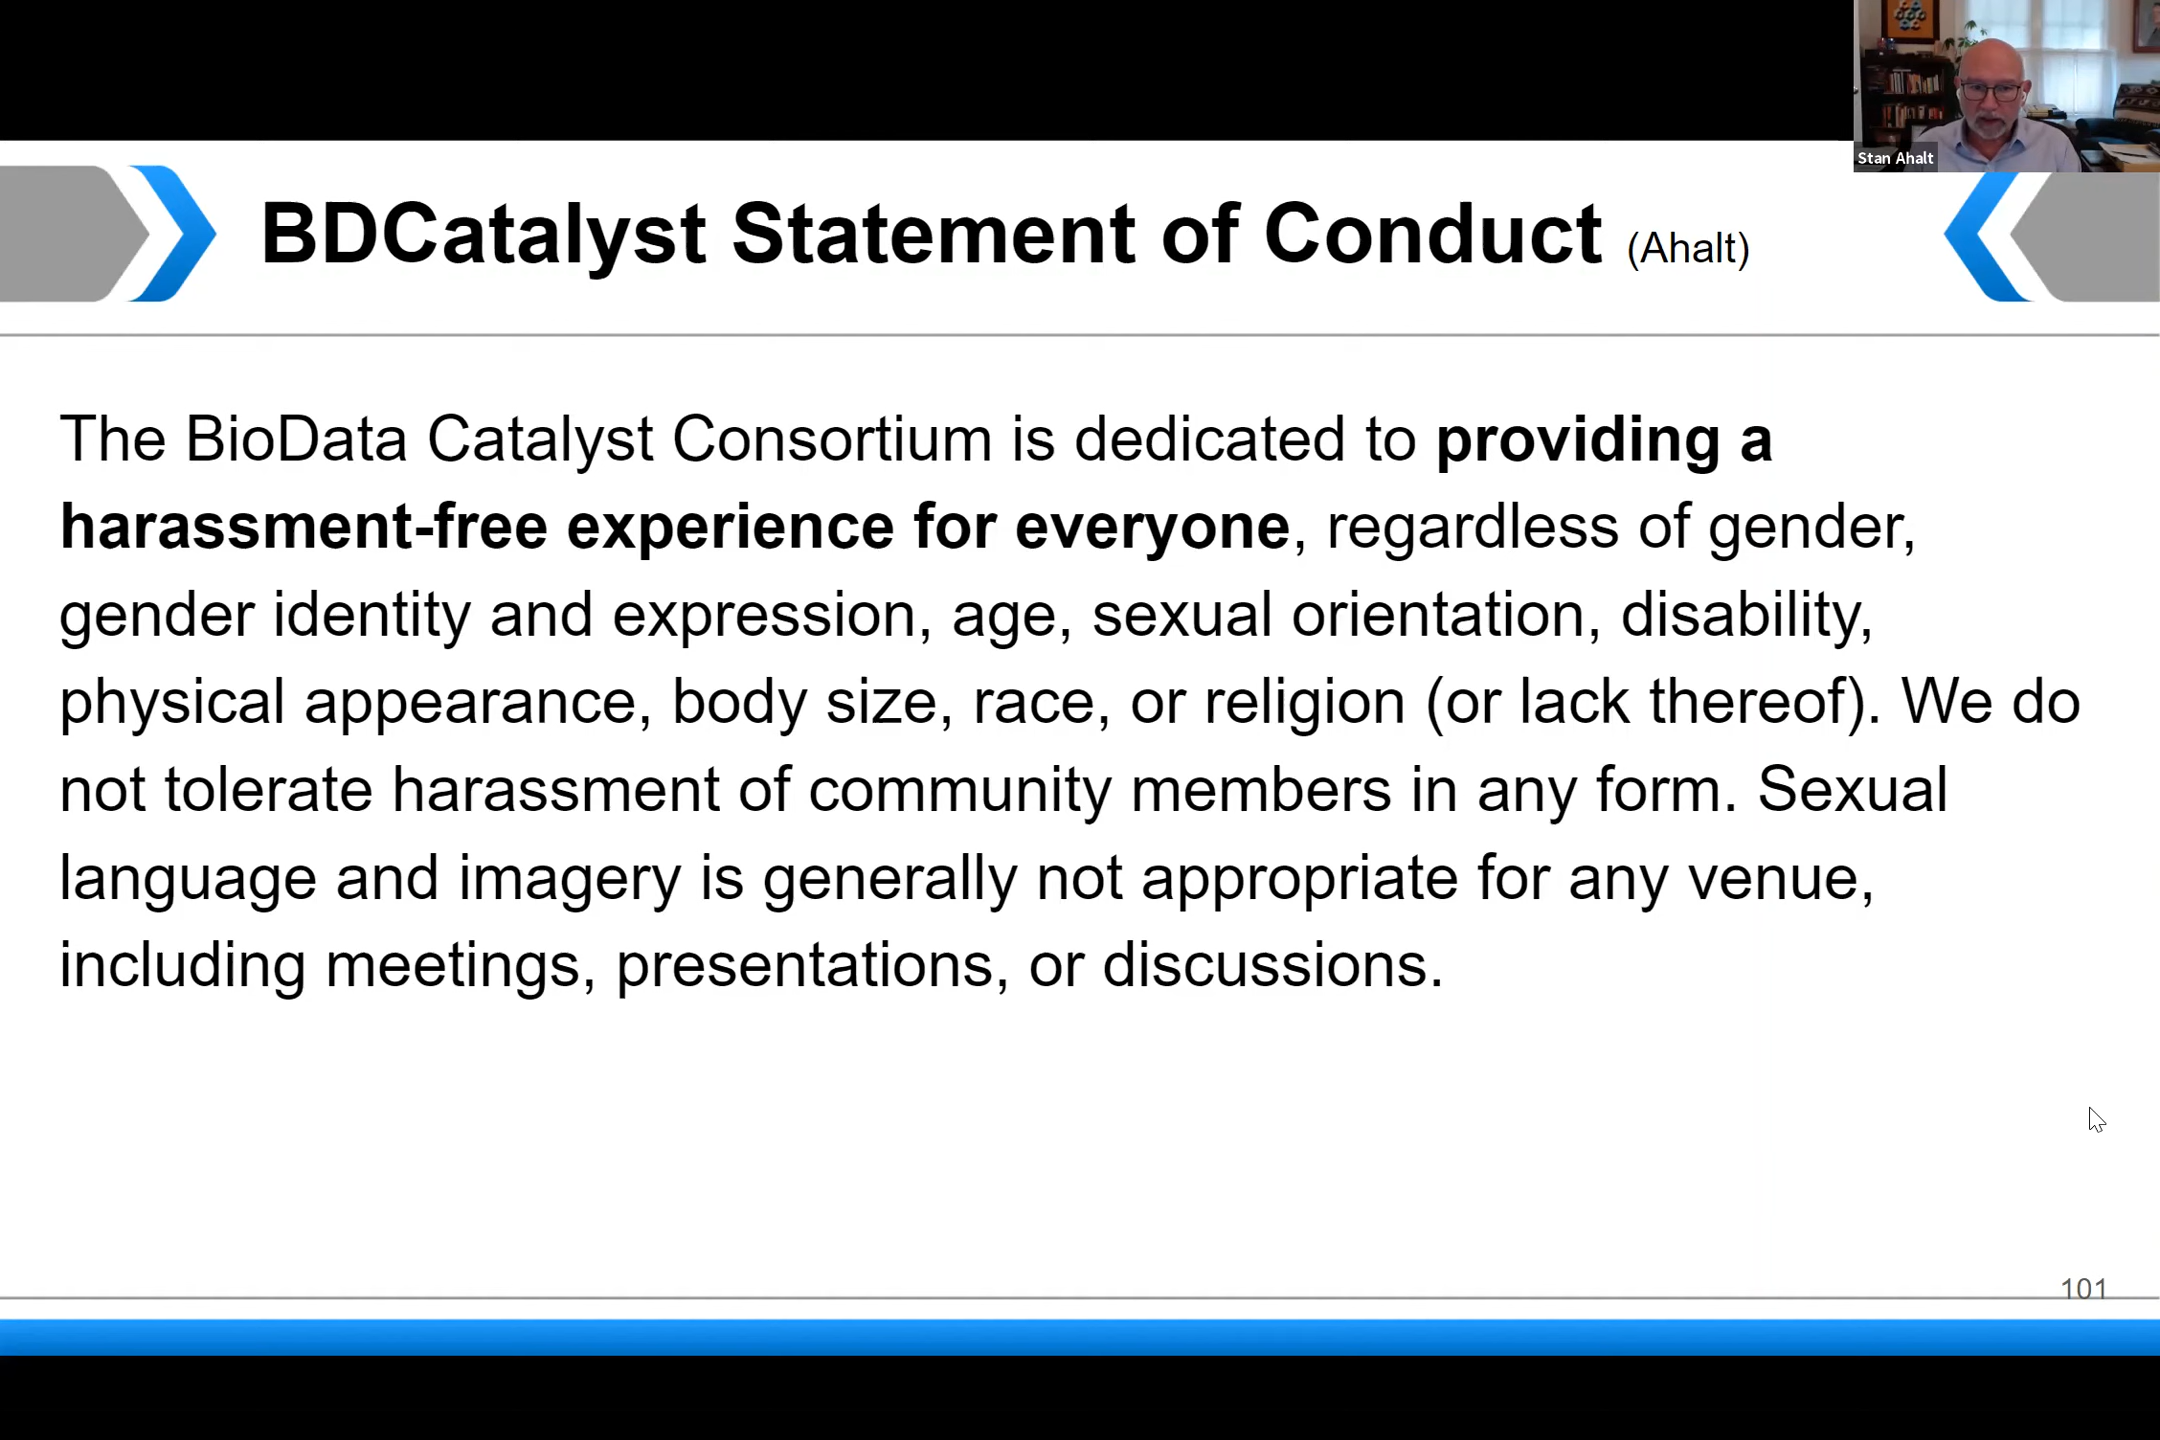 Stan Ahalt
BDCatalyst Statement of Conduct (Ahalt)
The BioData Catalyst Consortium is dedicated to providing a
harassment-free experience for everyone, regardless of gender,
gender identity and expression, age, sexual orientation, disability,
physical appearance, body size, race, or religion (or lack thereof). We do
not tolerate harassment of community members in any form. Sexual
language and imagery is generally not appropriate for any venue,
including meetings, presentations, or discussions.
101